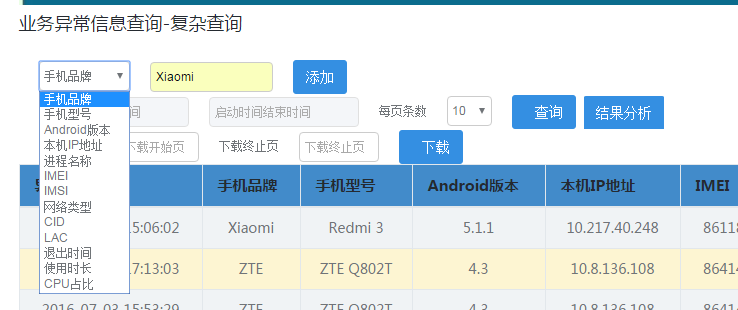 业务异常信息查询-复杂查询
手机品牌 Xiaomi 添加
手机品牌
手机型号
Android版本
本机IP地址
进程名称
IMEI
IMSI
网络类型
CID
LAC
退出时间
使用时长
CPU占比
间 启动时间结束时间 每页条数 10 查询 结果分析
下载开始页 下载终止页 下载终止页 下载
手机品牌 手机型号 Android版本 本机IP地址 IMEI
15:06:02 Xiaomi Redmi 3 5.1.1 10.217.40.248 86118
17:13:03 ZTE ZTE Q802T 4.3 10.8.136.108 86414
2016-07-03 15:53:29 ZTE ZTE Q802T 4.3 10.8.136.108 86414